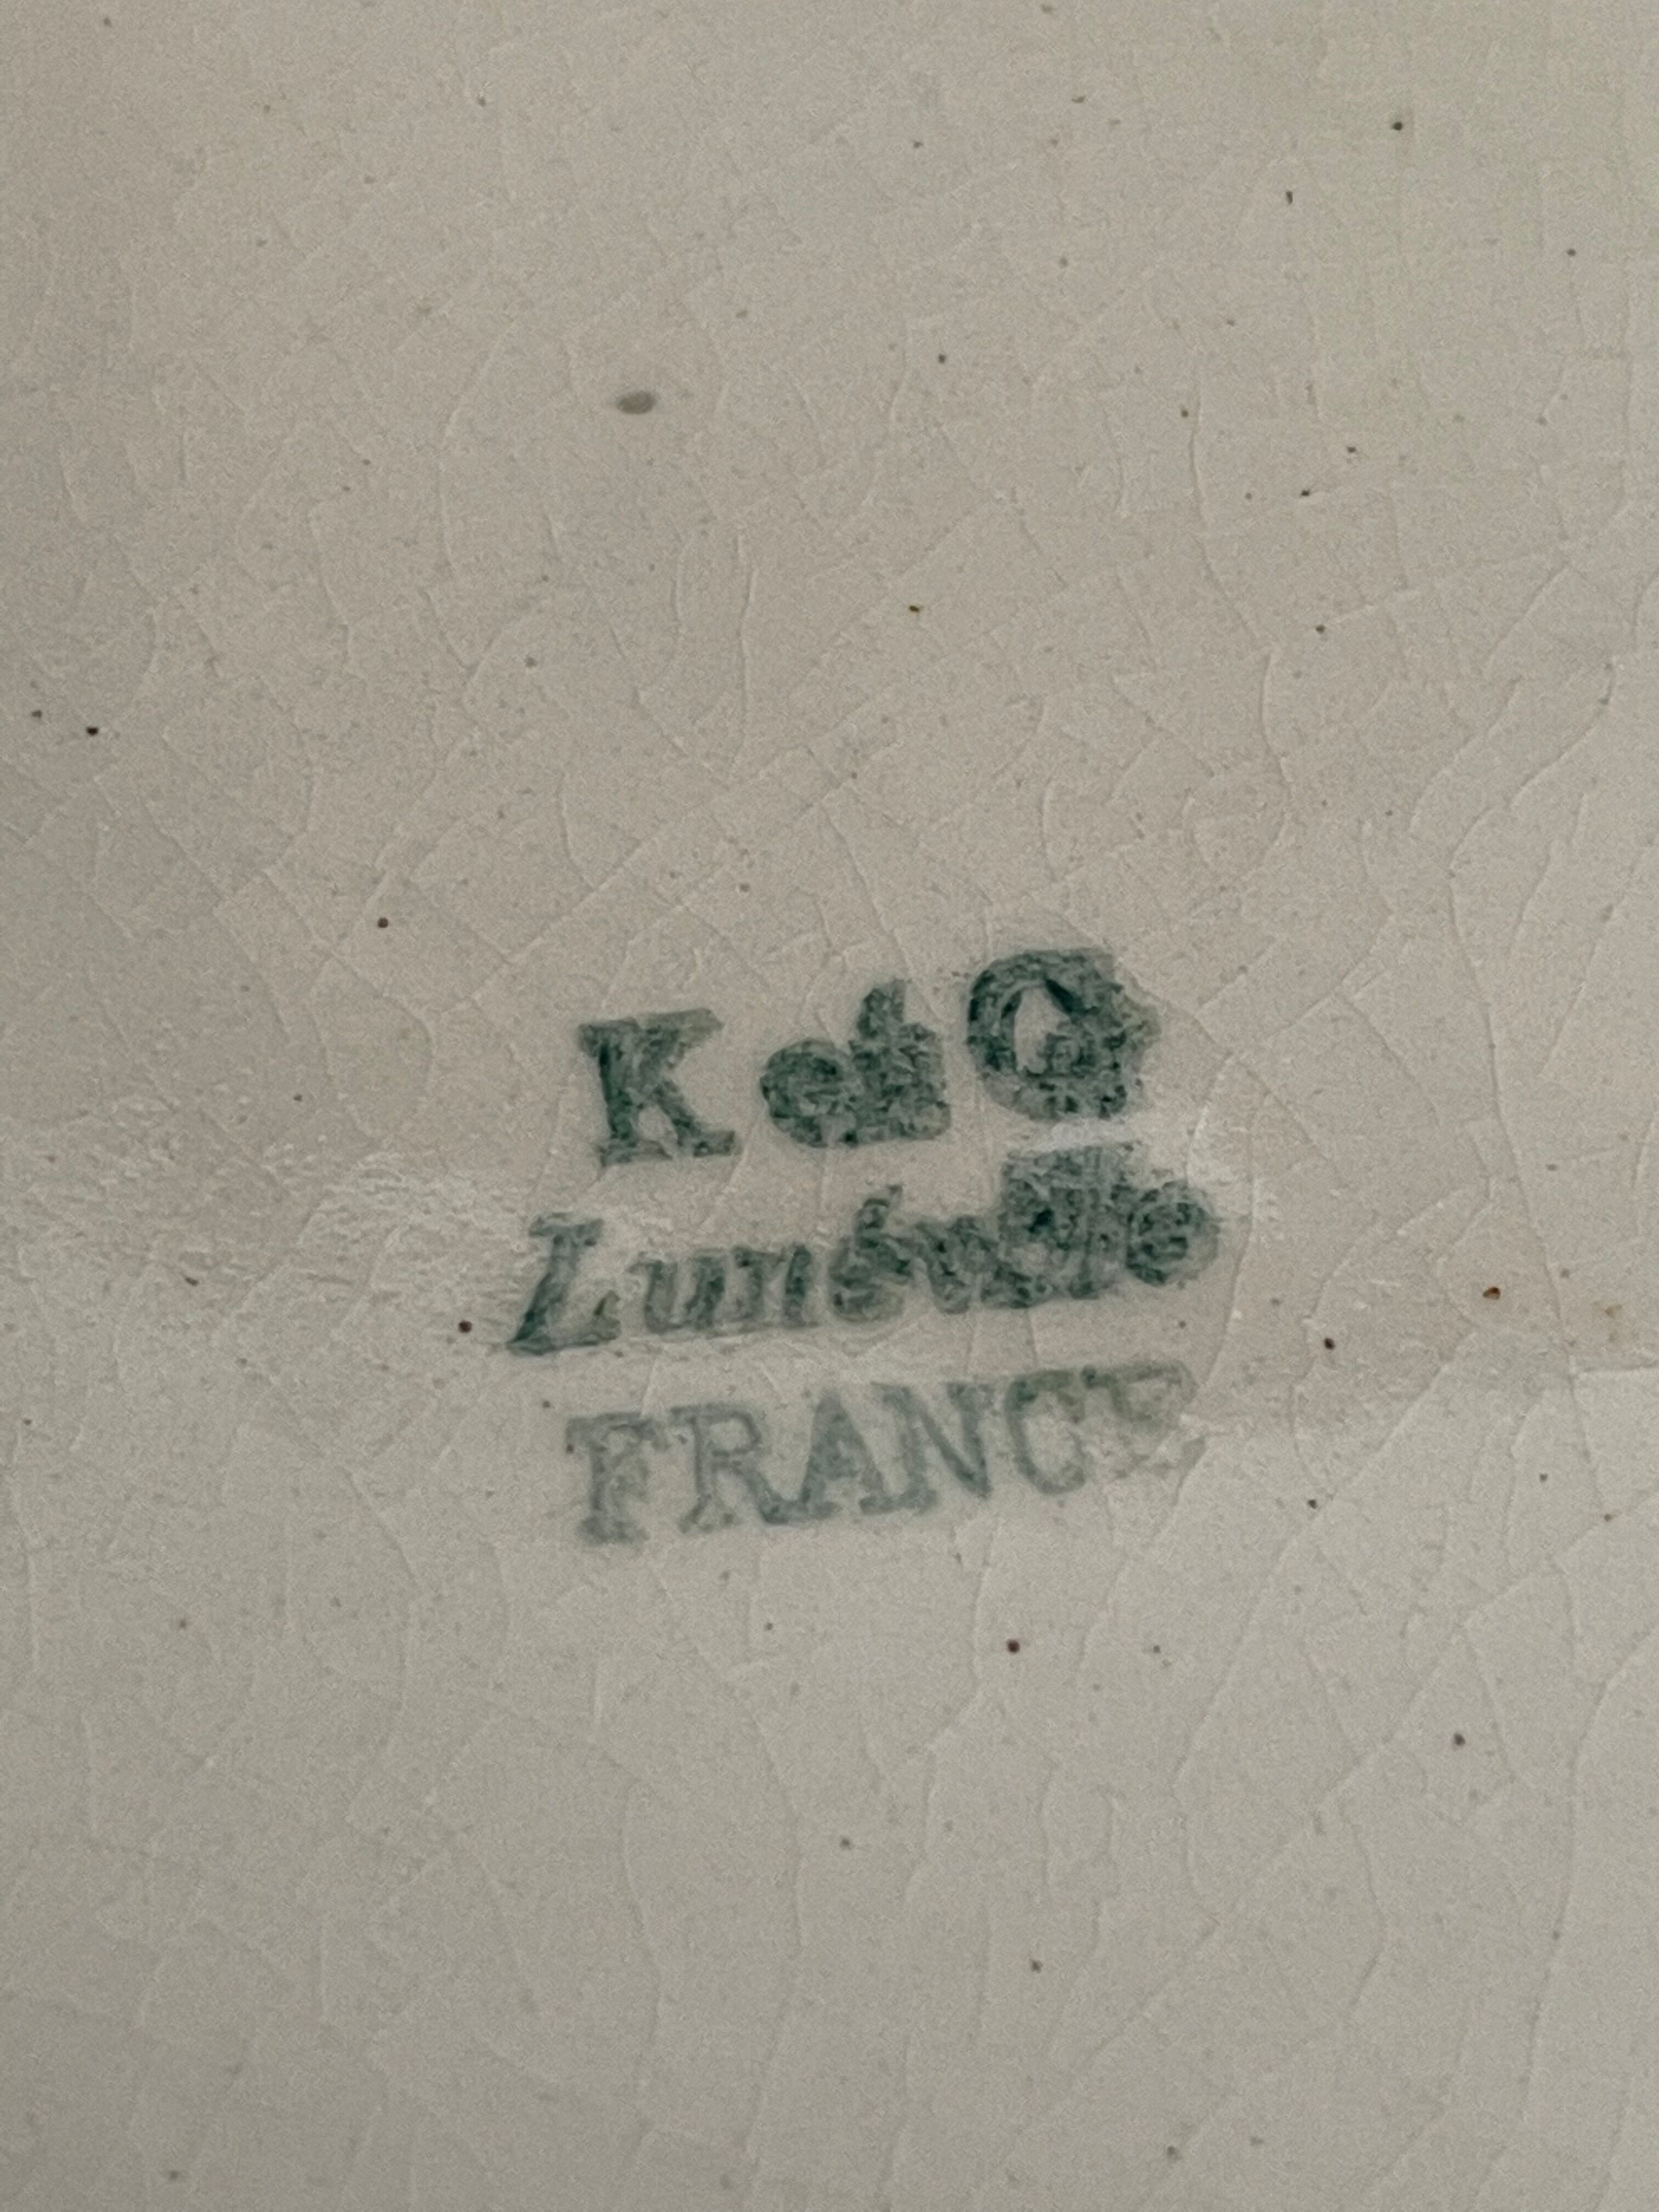 K et G
Lunéville
FRANCE